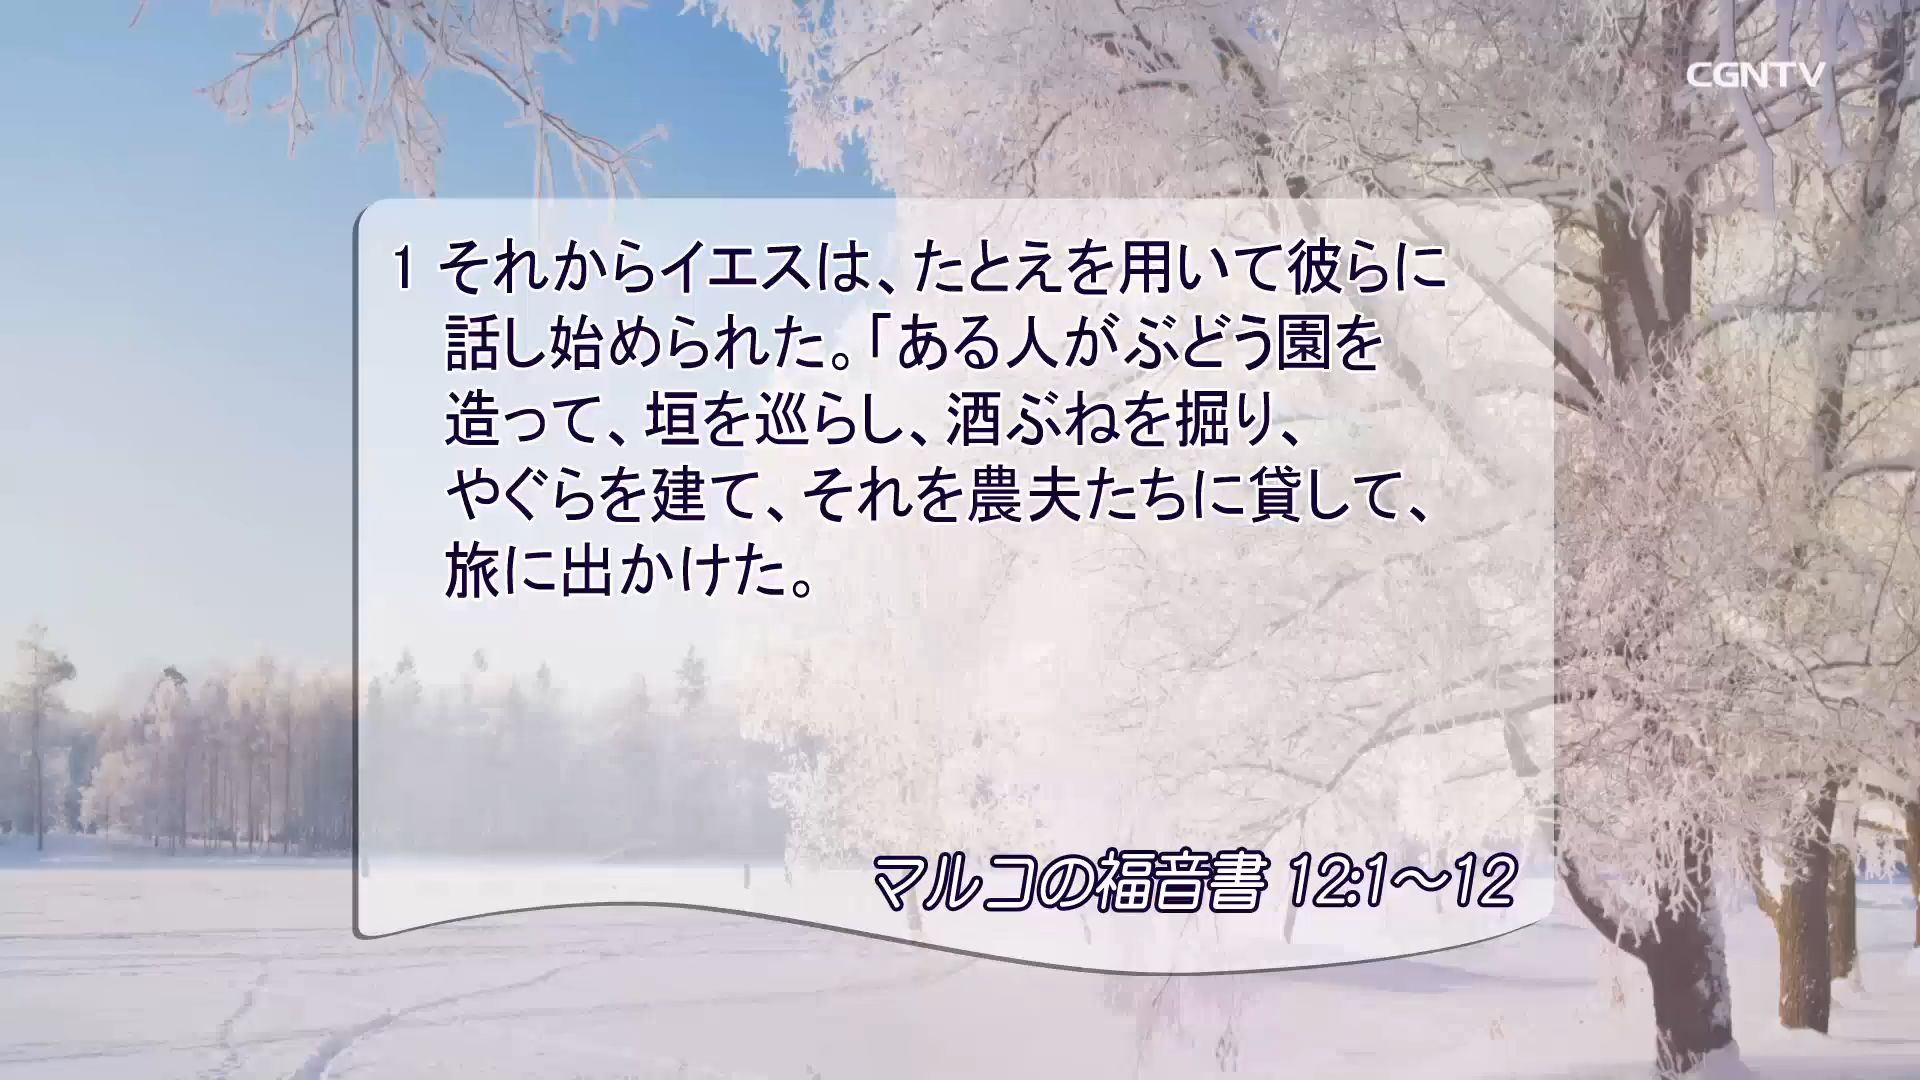 CGNTV
1 それからイエスは、たとえを用いて彼らに
話し始められた。「ある人がぶどう園を
造って、垣を巡らし、酒ぶねを掘り、
やぐらを建て、それを農夫たちに貸して、
旅に出かけた。
マルコの福音書 12:1〜12